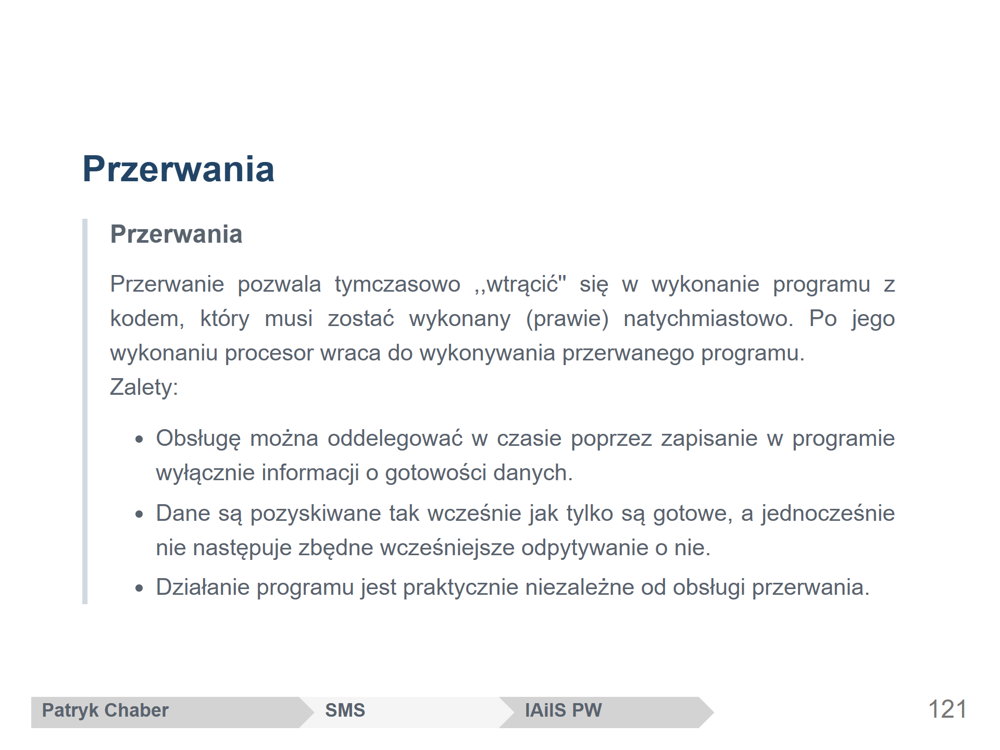 Przerwania
Przerwania
Przerwanie pozwala tymczasowo ,,wtrącić" się w wykonanie programu z
kodem, który musi zostać wykonany (prawie) natychmiastowo. Po jego
wykonaniu procesor wraca do wykonywania przerwanego programu.
Zalety:
• Obsługę można oddelegować w czasie poprzez zapisanie w programie
wyłącznie informacji o gotowości danych.
• Dane są pozyskiwane tak wcześnie jak tylko są gotowe, a jednocześnie
nie następuje zbędne wcześniejsze odpytywanie o nie.
• Działanie programu jest praktycznie niezależne od obsługi przerwania.
Patryk Chaber SMS IAiIS PW 121